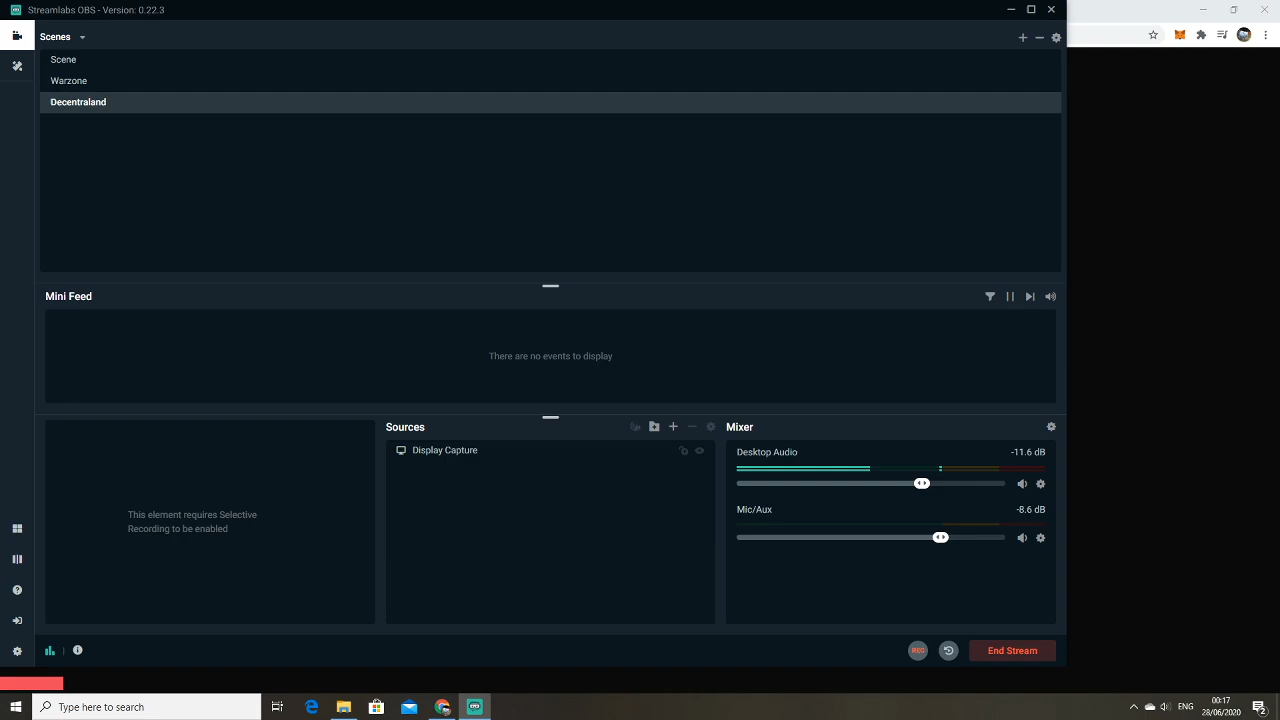 Streamlabs OBS - Version: 0.22.3
Scenes
Scene
Warzone
Decentraland
Mini Feed
There are no events to display
Sources
Mixer
Display Capture
Desktop Audio
-11.6 dB
This element requires Selective
Recording to be enabled
Mic/Aux
-8.6 dB
REC
End Stream
Type here to search
00:17
28/06/2020
2